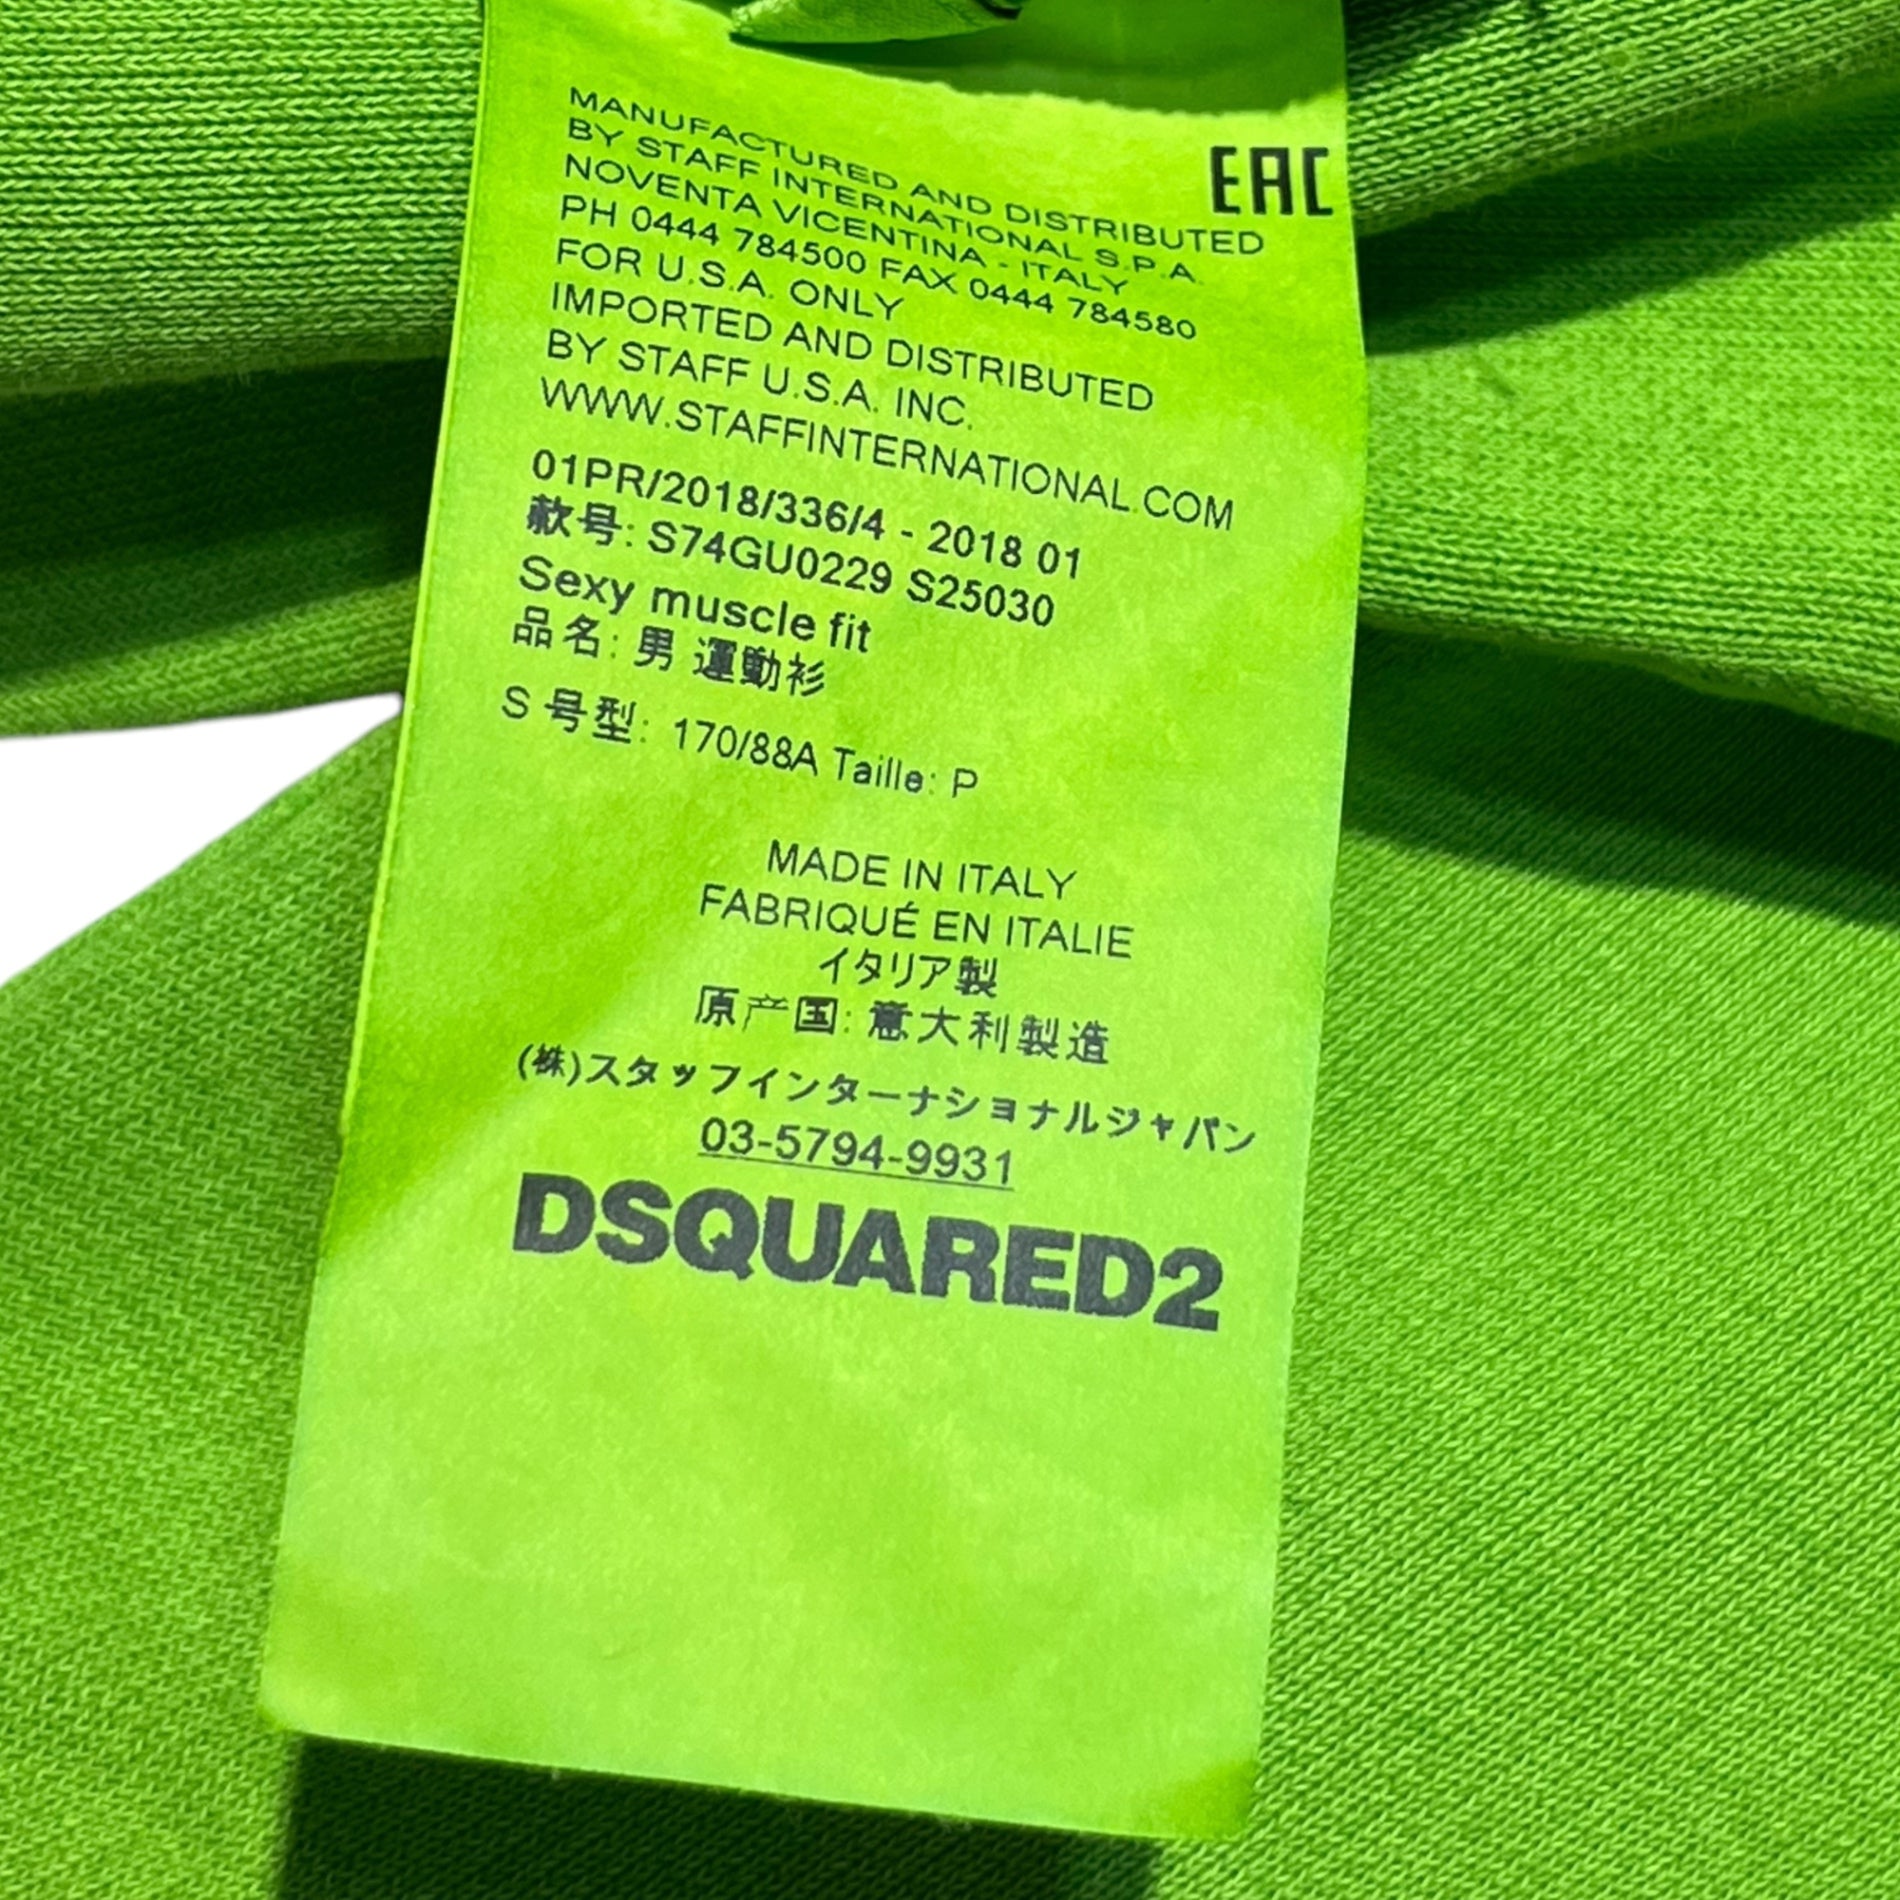 EAC
MANUFACTURED AND DISTRIBUTED
BY STAFF INTERNATIONAL S.P.A.
NOVENTA VICENTINA - ITALY
PH 0444 784500 FAX 0444 784580
FOR U.S.A. ONLY
IMPORTED AND DISTRIBUTED
BY STAFF U.S.A. INC.
WWW.STAFFINTERNATIONAL.COM
01PR/2018/336/4 - 2018 01
款号: S74GU0229 S25030
Sexy muscle fit
品名: 男 運動衫
S 号型: 170/88A Taille: P
MADE IN ITALY
FABRIQUÉ EN ITALIE
イタリア製
原产国: 意大利製造
(株)スタッフインターナショナルジャパン
03-5794-9931
DSQUARED2